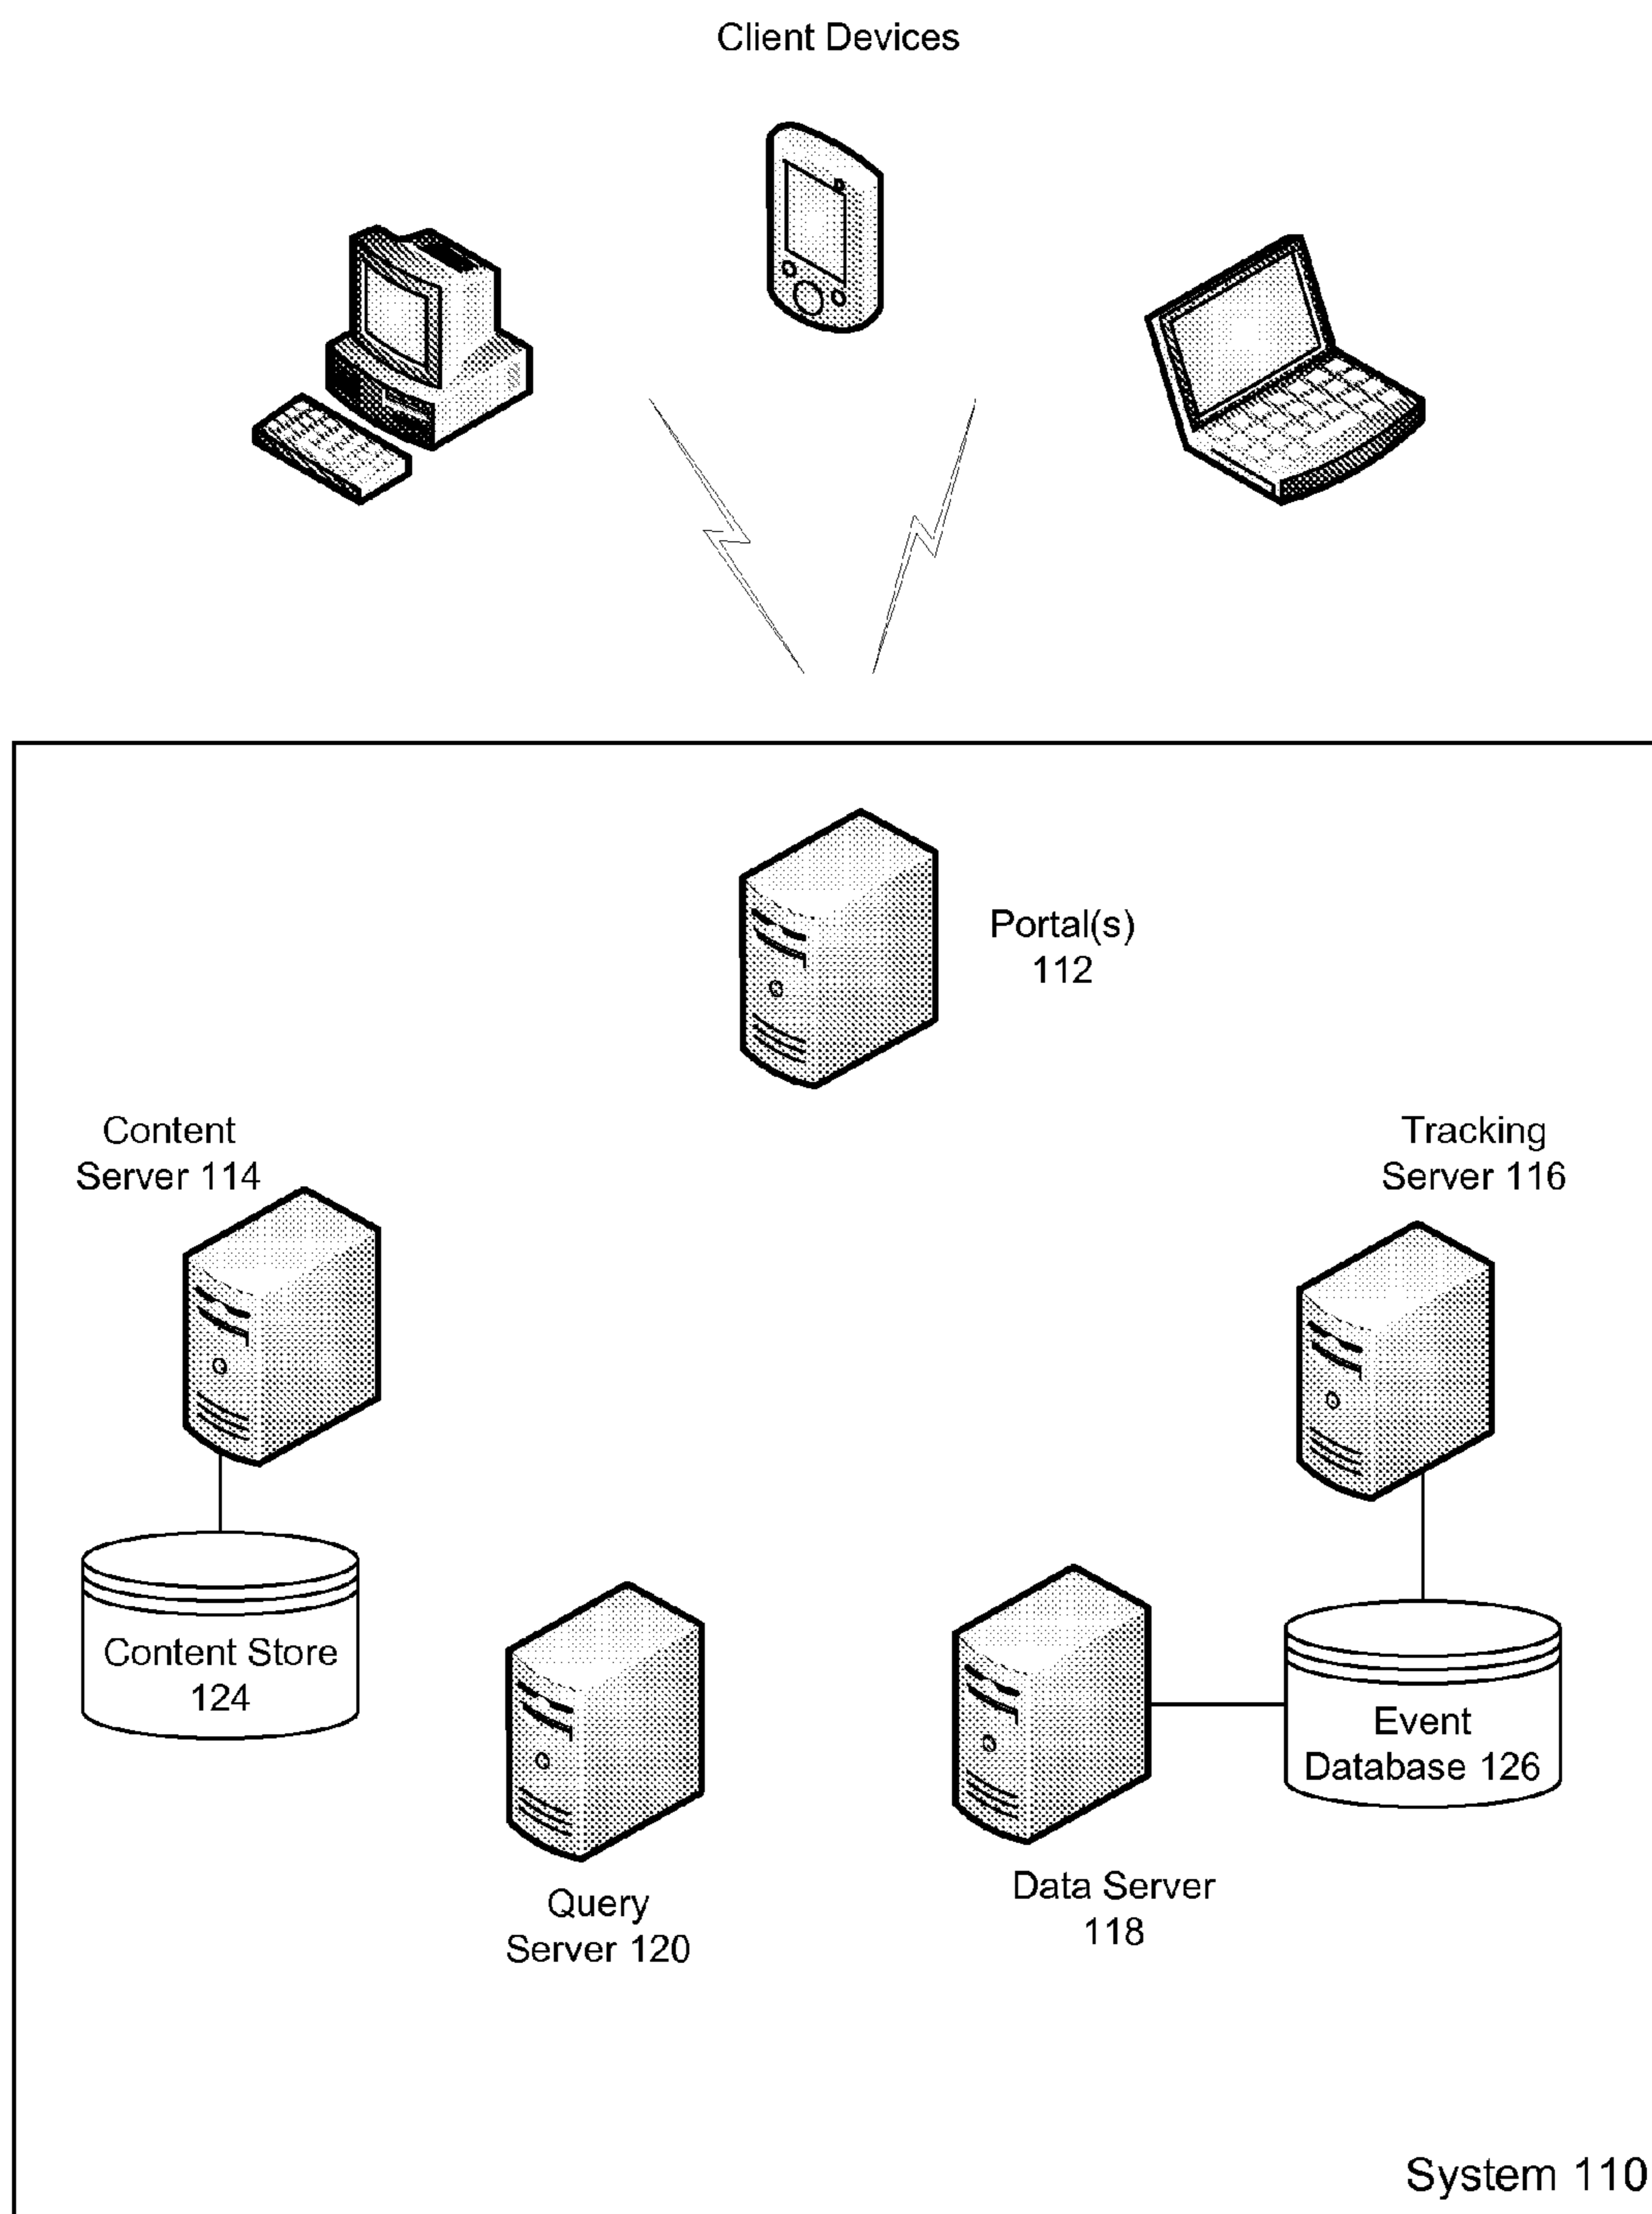 Client Devices
Portal(s)
112
Content
Server 114
Tracking
Server 116
Content Store
124
Event
Database 126
Query
Server 120
Data Server
118
System 110